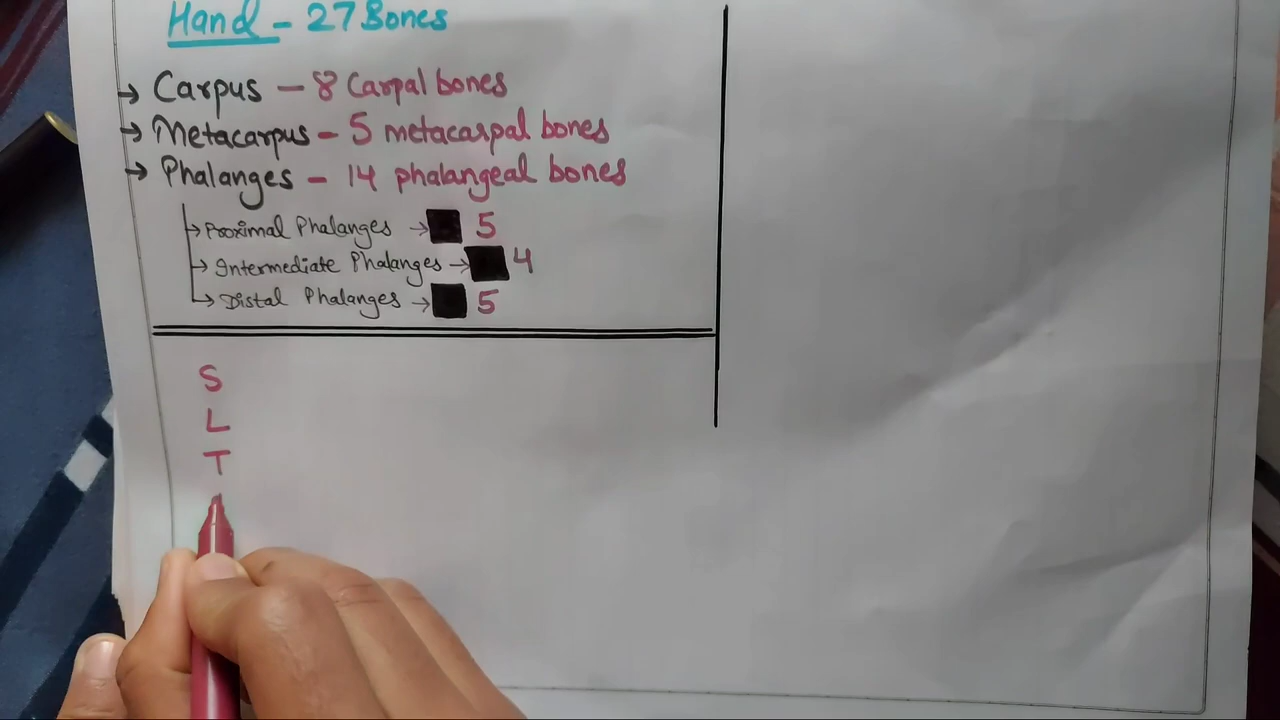 Hand - 27 Bones
→ Carpus - 8 Carpal bones
→ Metacarpus - 5 metacarpal bones
→ Phalanges - 14 phalangeal bones
→ Proximal Phalanges → 5
→ Intermediate Phalanges → 4
→ Distal Phalanges → 5
S
L
T